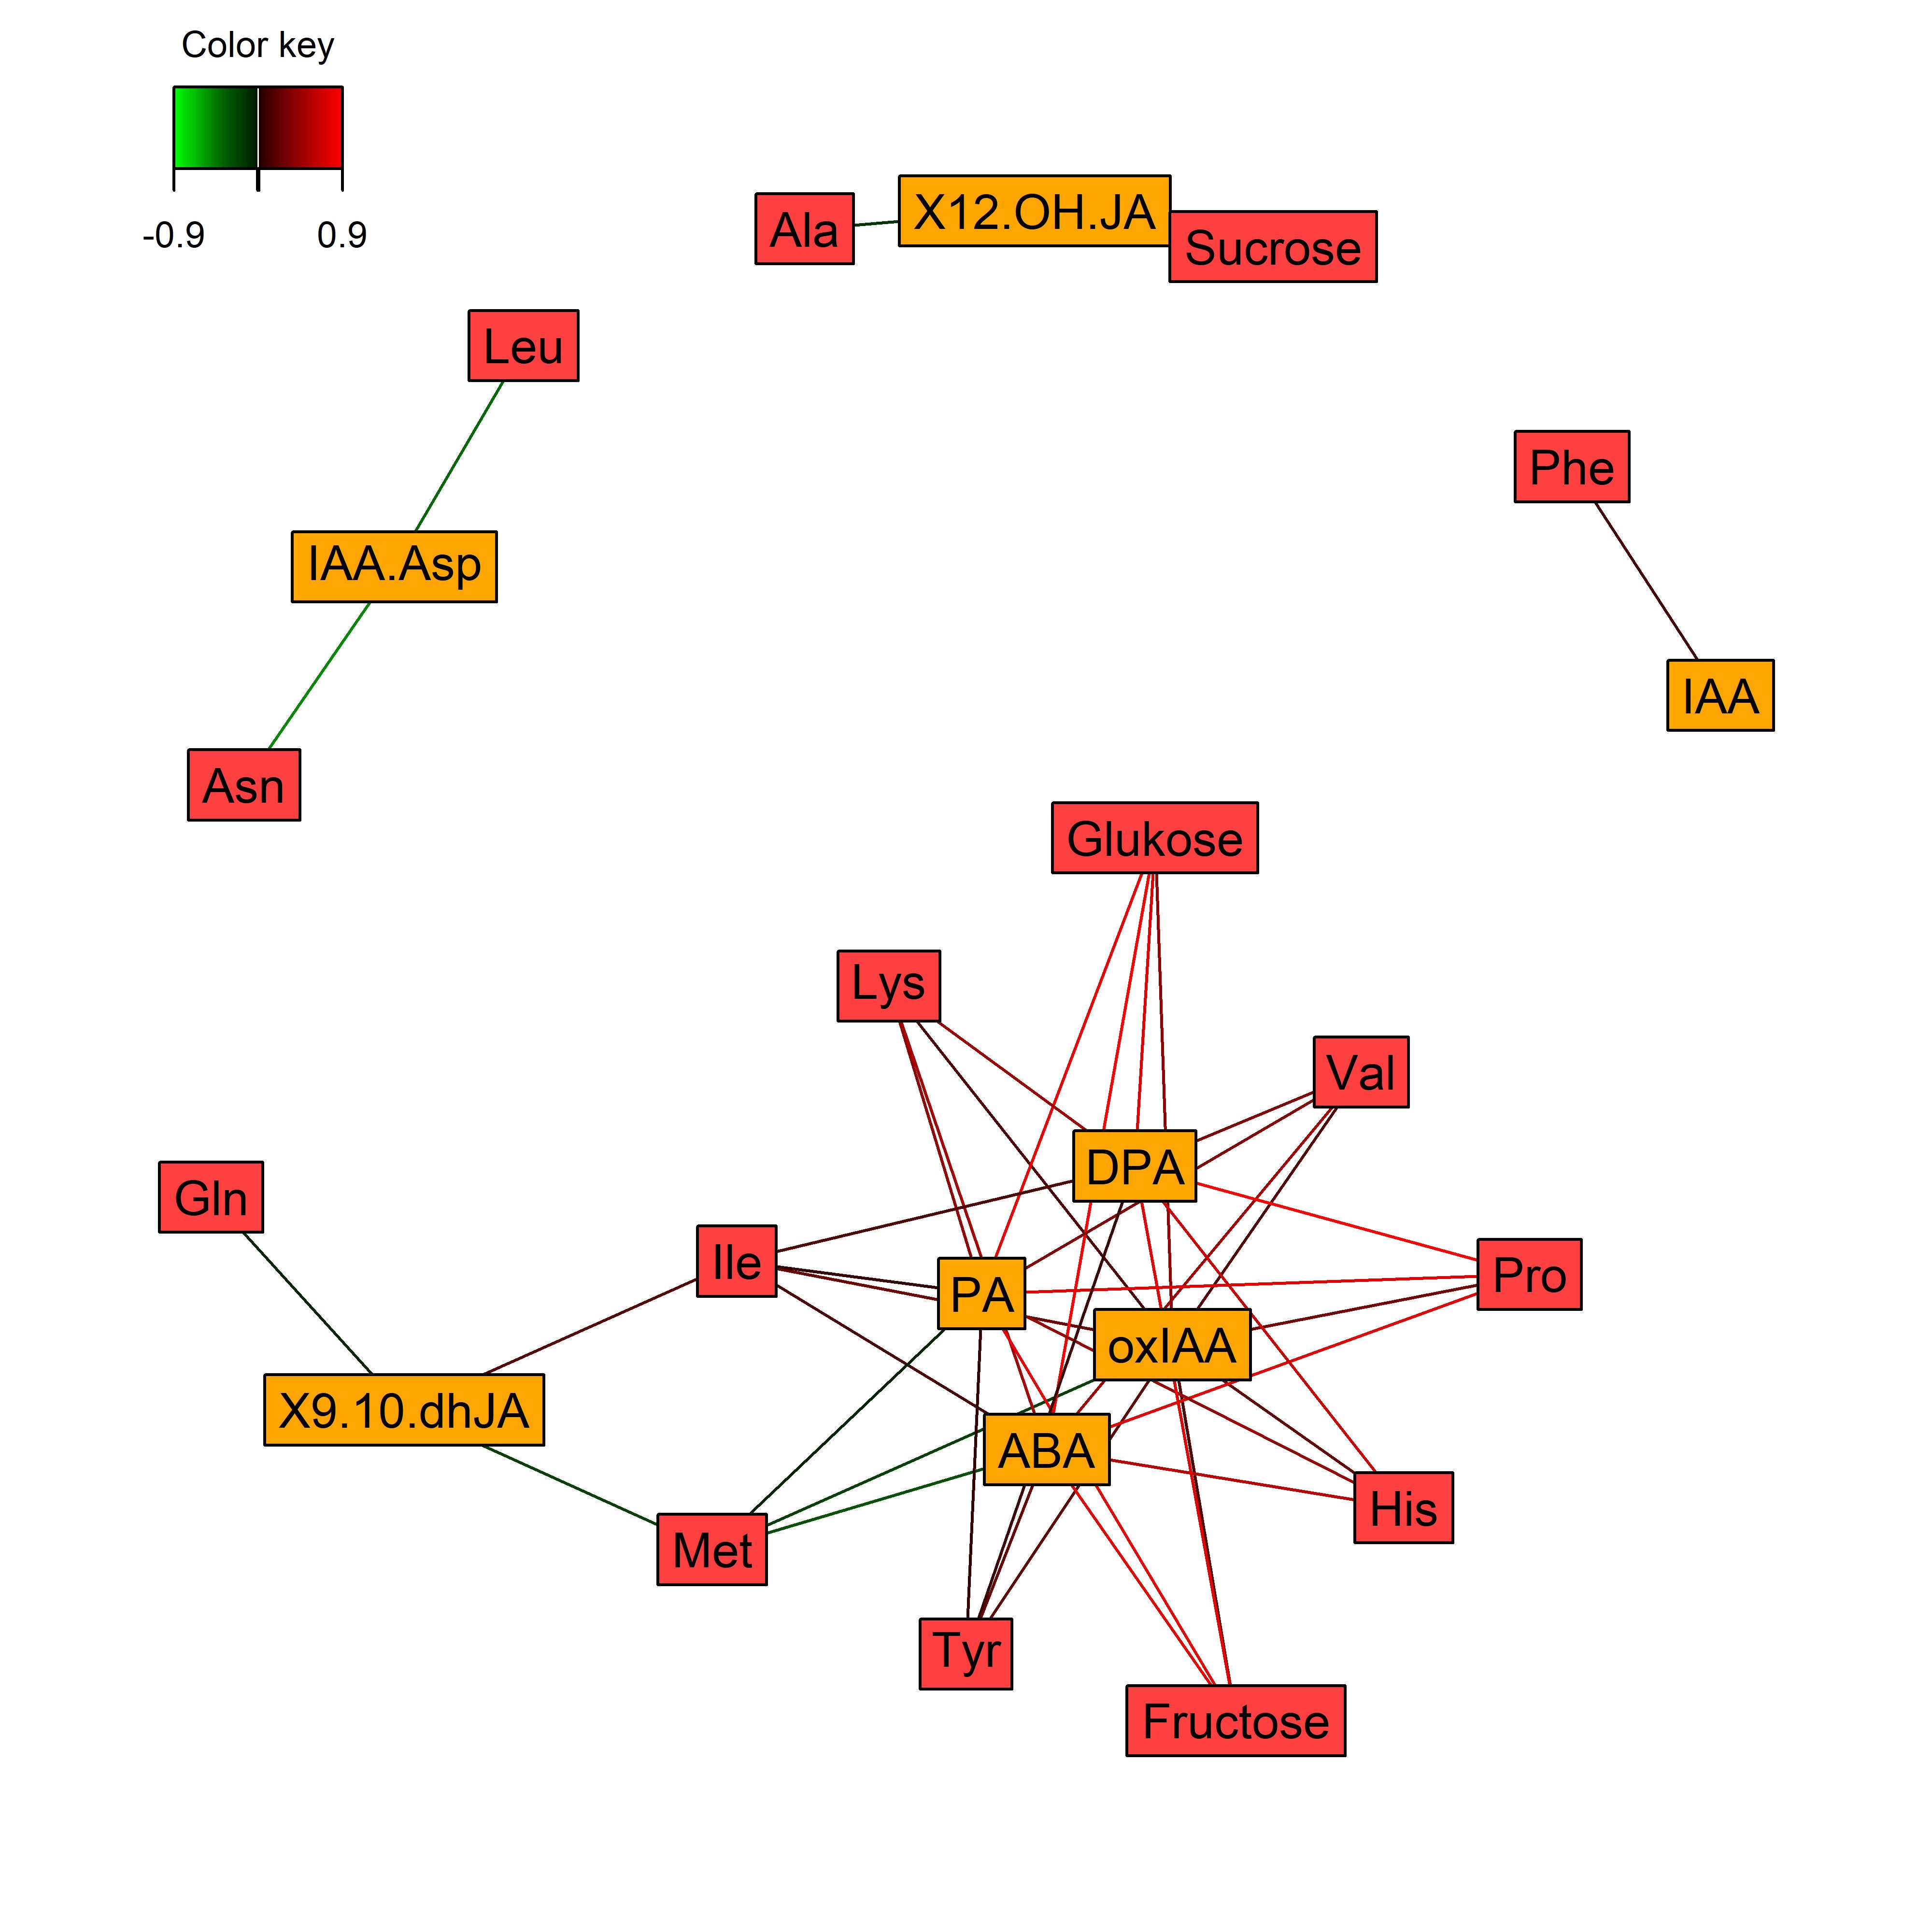 Color key
-0.9 0.9
Ala
X12.OH.JA
Sucrose
Leu
Phe
IAA.Asp
IAA
Asn
Glukose
Lys
Val
DPA
Gln
Ile
PA
Pro
oxIAA
X9.10.dhJA
ABA
His
Met
Tyr
Fructose